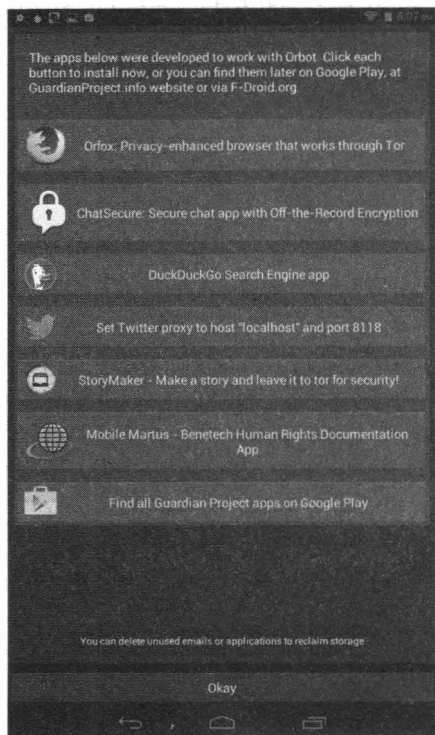 8:07 AM
The apps below were developed to work with Orbot. Click each
button to install now, or you can find them later on Google Play, at
GuardianProject.info website or via F-Droid.org.
Orfox: Privacy-enhanced browser that works through Tor
ChatSecure: Secure chat app with Off-the-Record Encryption
DuckDuckGo Search Engine app
Set Twitter proxy to host "localhost" and port 8118
StoryMaker - Make a story and leave it to tor for security!
Mobile Martus - Benetech Human Rights Documentation
App
Find all Guardian Project apps on Google Play
You can delete unused emails or applications to reclaim storage
Okay